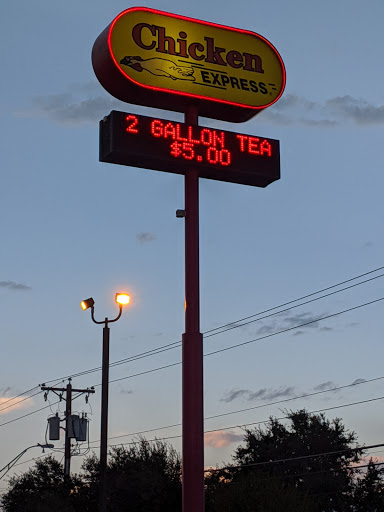 Chicken
EXPRESS
2 GALLON TEA
$5.00